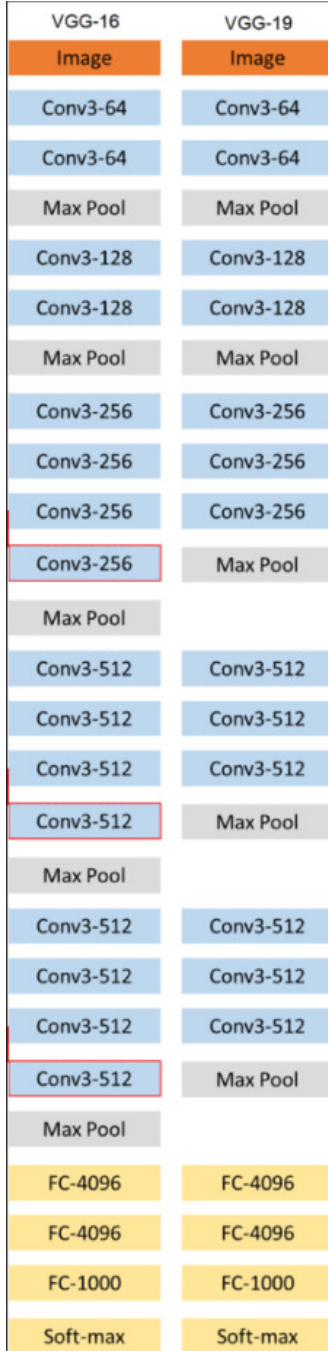 VGG-16 VGG-19
Image Image
Conv3-64 Conv3-64
Conv3-64 Conv3-64
Max Pool Max Pool
Conv3-128 Conv3-128
Conv3-128 Conv3-128
Max Pool Max Pool
Conv3-256 Conv3-256
Conv3-256 Conv3-256
Conv3-256 Conv3-256
Conv3-256 Max Pool
Max Pool
Conv3-512 Conv3-512
Conv3-512 Conv3-512
Conv3-512 Conv3-512
Conv3-512 Max Pool
Max Pool
Conv3-512 Conv3-512
Conv3-512 Conv3-512
Conv3-512 Conv3-512
Conv3-512 Max Pool
Max Pool
FC-4096 FC-4096
FC-4096 FC-4096
FC-1000 FC-1000
Soft-max Soft-max